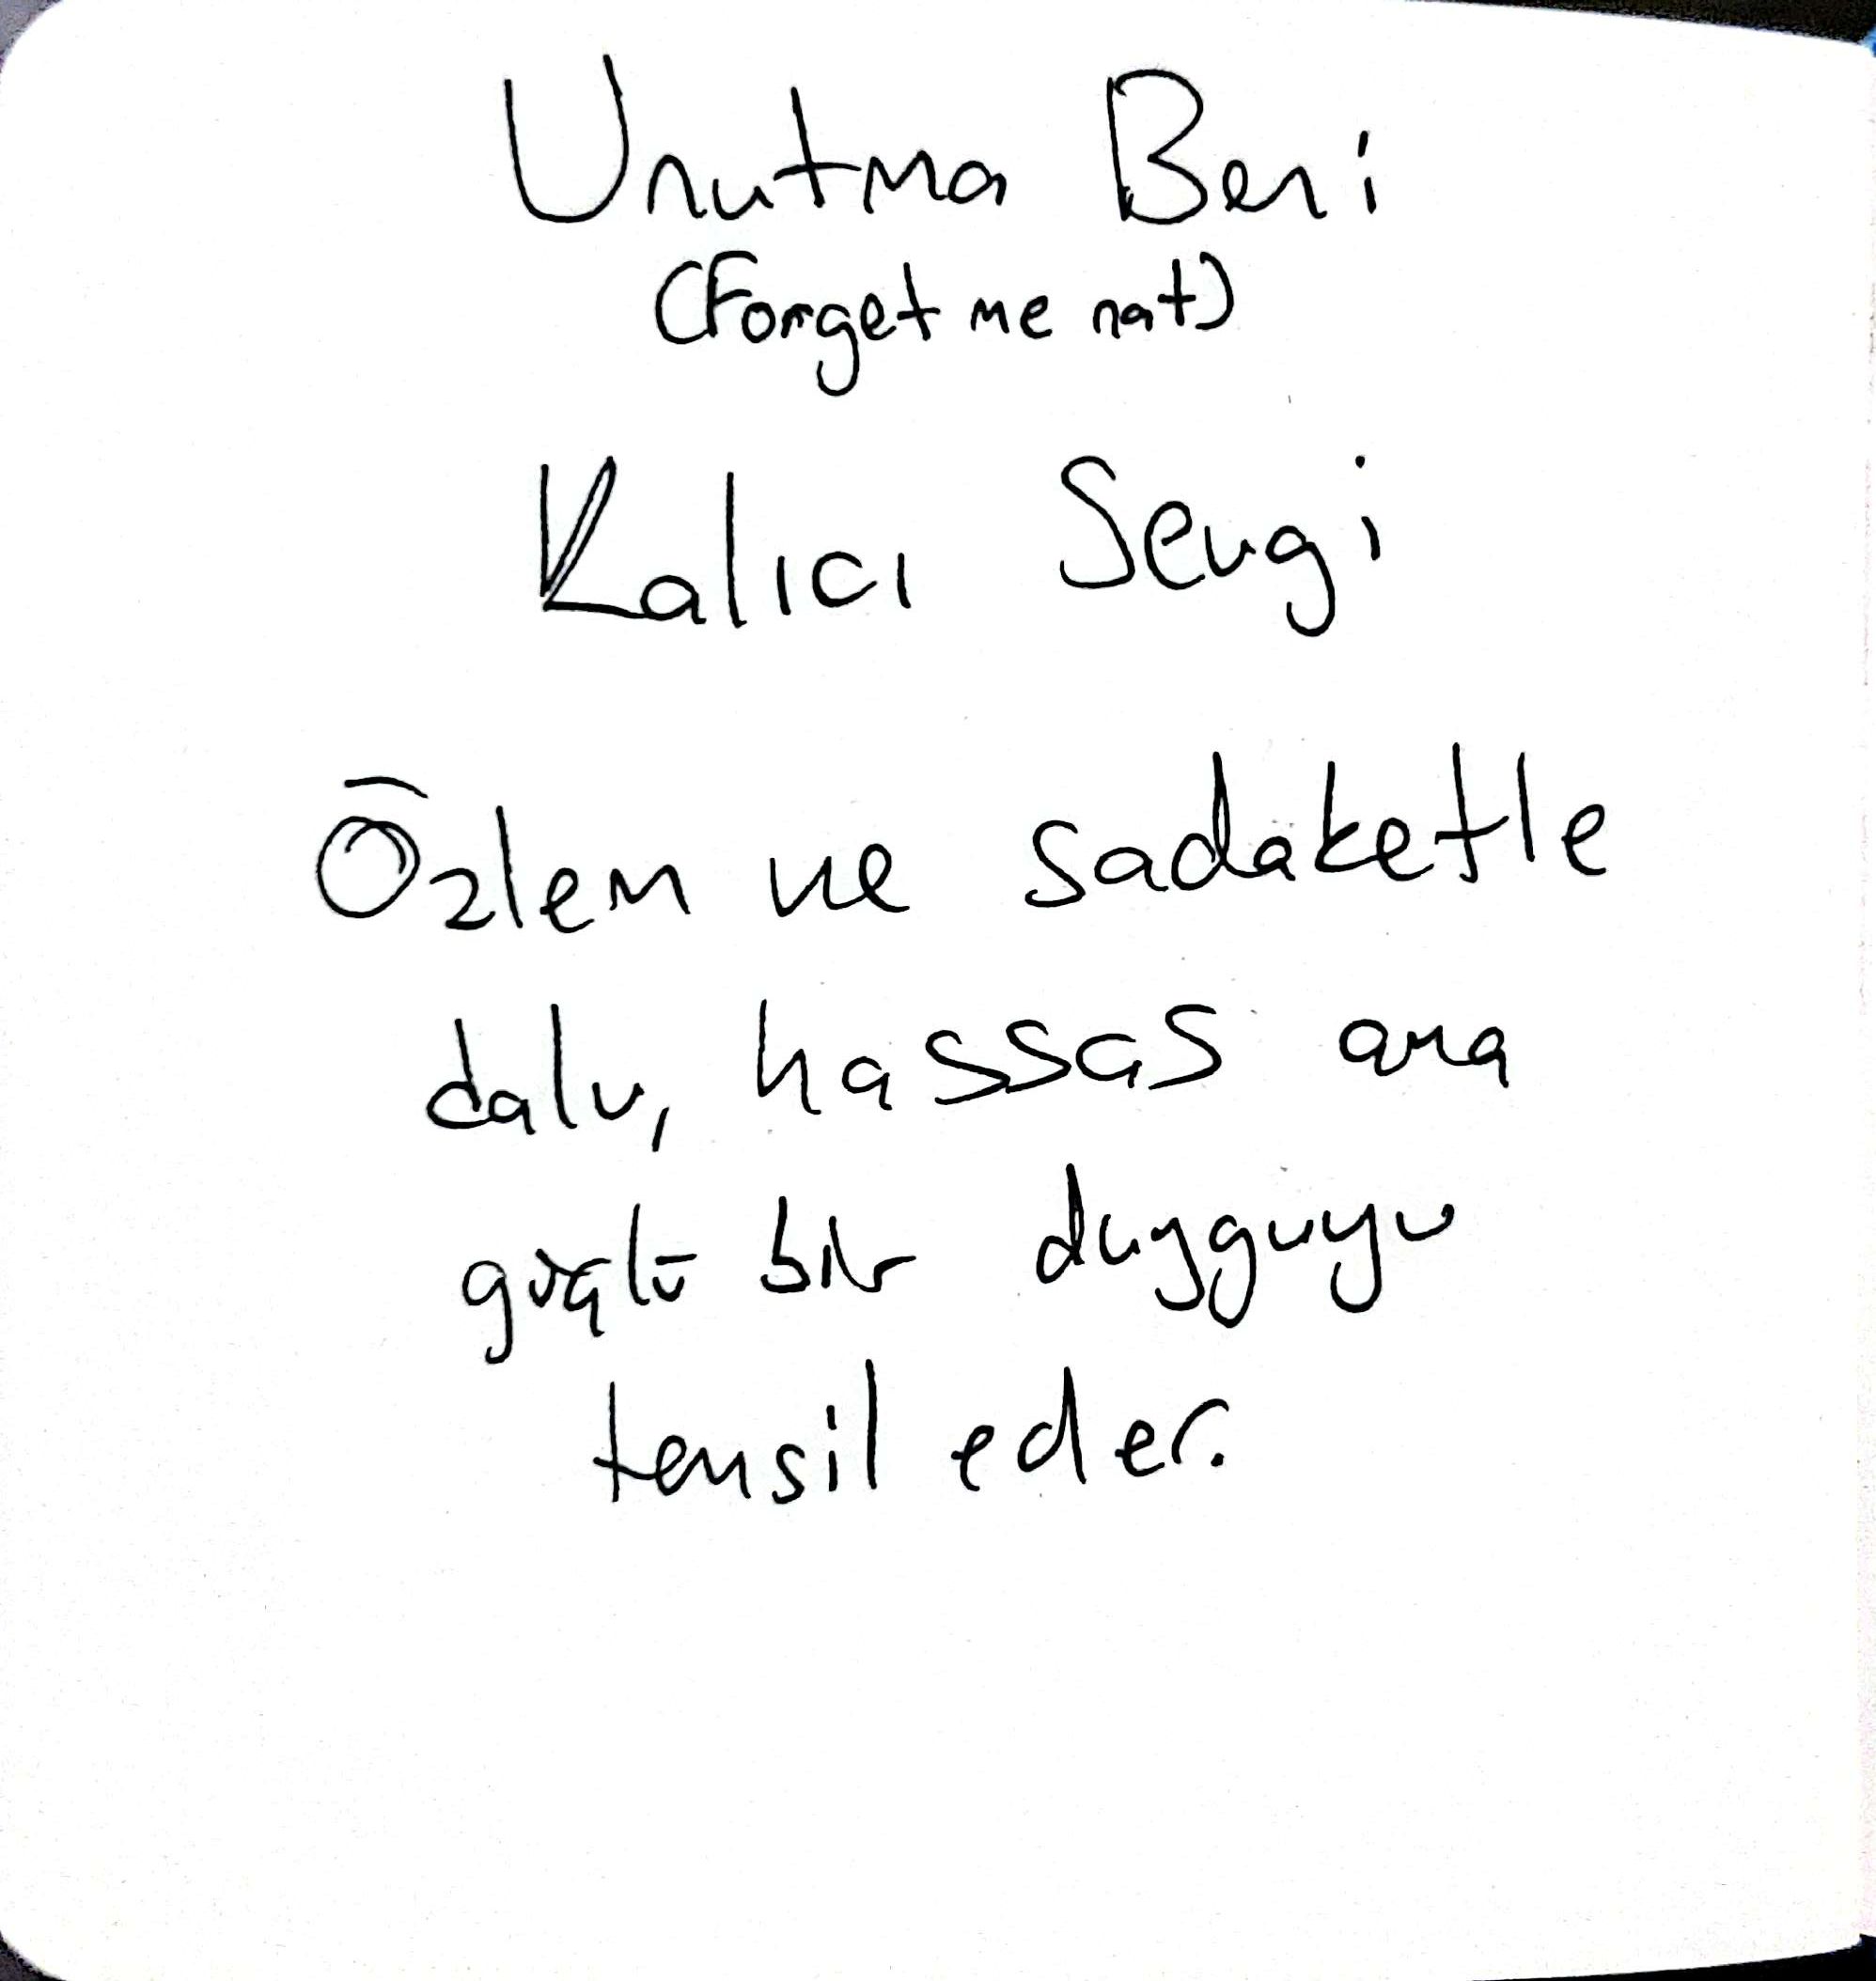 Unutma Beni
(Forget me not)
Kalıcı Sevgi
Özlem ve sadakatle
dolu, hassas ama
güçlü bir duyguyu
temsil eder.